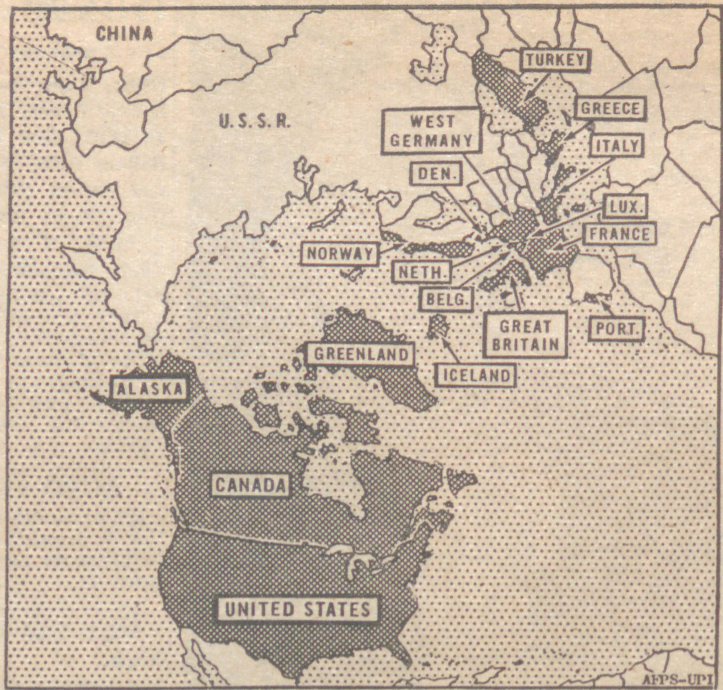 CHINA
TURKEY
U.S.S.R.
GREECE
WEST
GERMANY
ITALY
DEN.
LUX.
FRANCE
NORWAY
NETH.
BELG.
GREAT
BRITAIN
PORT.
GREENLAND
ICELAND
ALASKA
CANADA
UNITED STATES
AFPS-UPI